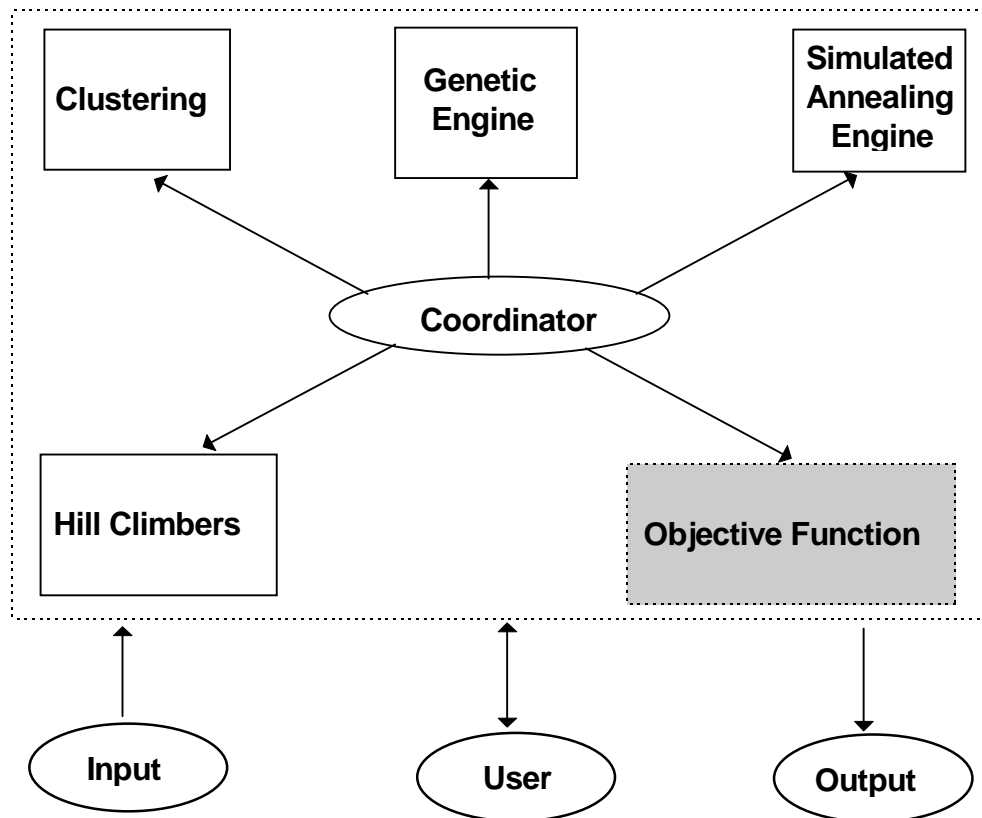 Clustering
Genetic
Engine
Simulated
Annealing
Engine
Coordinator
Hill Climbers
Objective Function
Input
User
Output